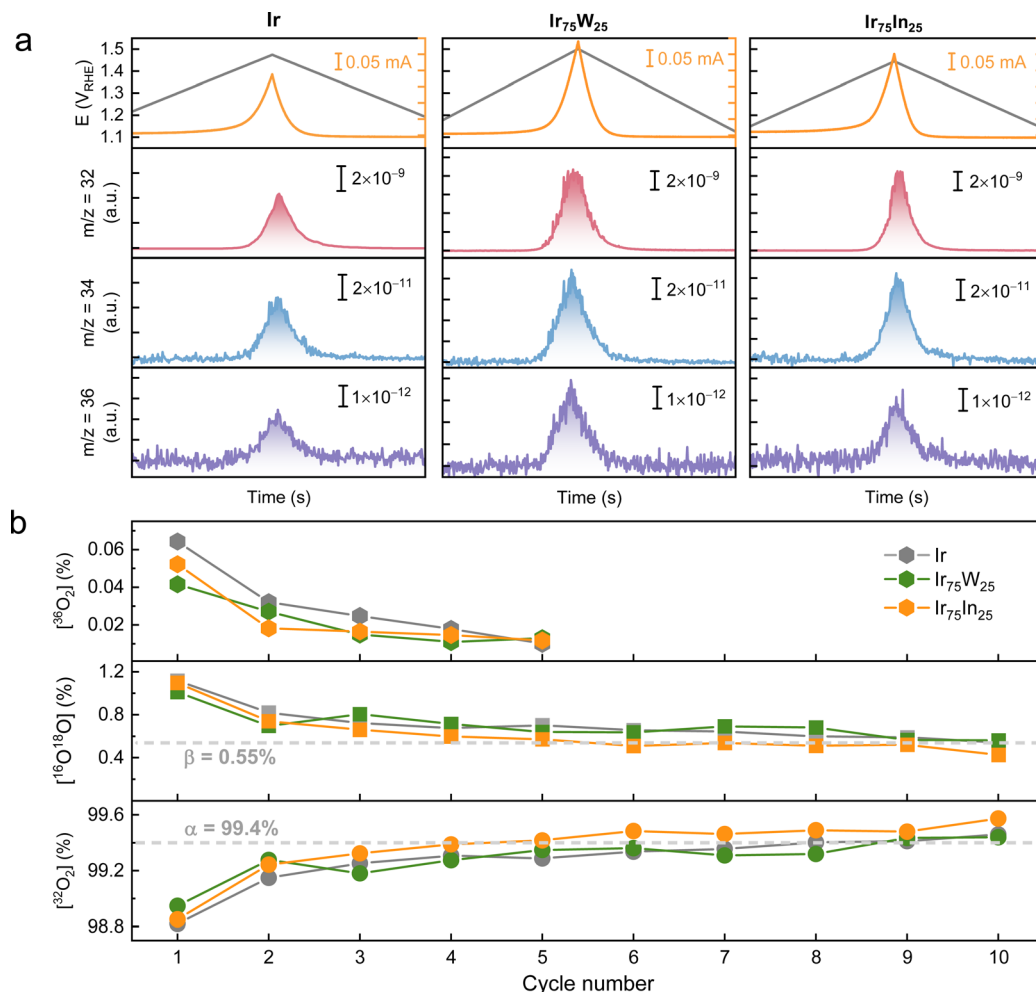 a
Ir
Ir₇₅W₂₅
Ir₇₅In₂₅
E (V_RHE)
1.5
1.4
1.3
1.2
1.1
0.05 mA
0.05 mA
0.05 mA
m/z = 32
(a.u.)
2×10⁻⁹
2×10⁻⁹
2×10⁻⁹
m/z = 34
(a.u.)
2×10⁻¹¹
2×10⁻¹¹
2×10⁻¹¹
m/z = 36
(a.u.)
1×10⁻¹²
1×10⁻¹²
1×10⁻¹²
Time (s)
Time (s)
Time (s)
b
[³⁶O₂] (%)
0.06
0.04
0.02
Ir
Ir₇₅W₂₅
Ir₇₅In₂₅
[¹⁶O¹⁸O] (%)
1.2
0.8
0.4
β = 0.55%
[³²O₂] (%)
99.6
99.2
98.8
α = 99.4%
1 2 3 4 5 6 7 8 9 10
Cycle number